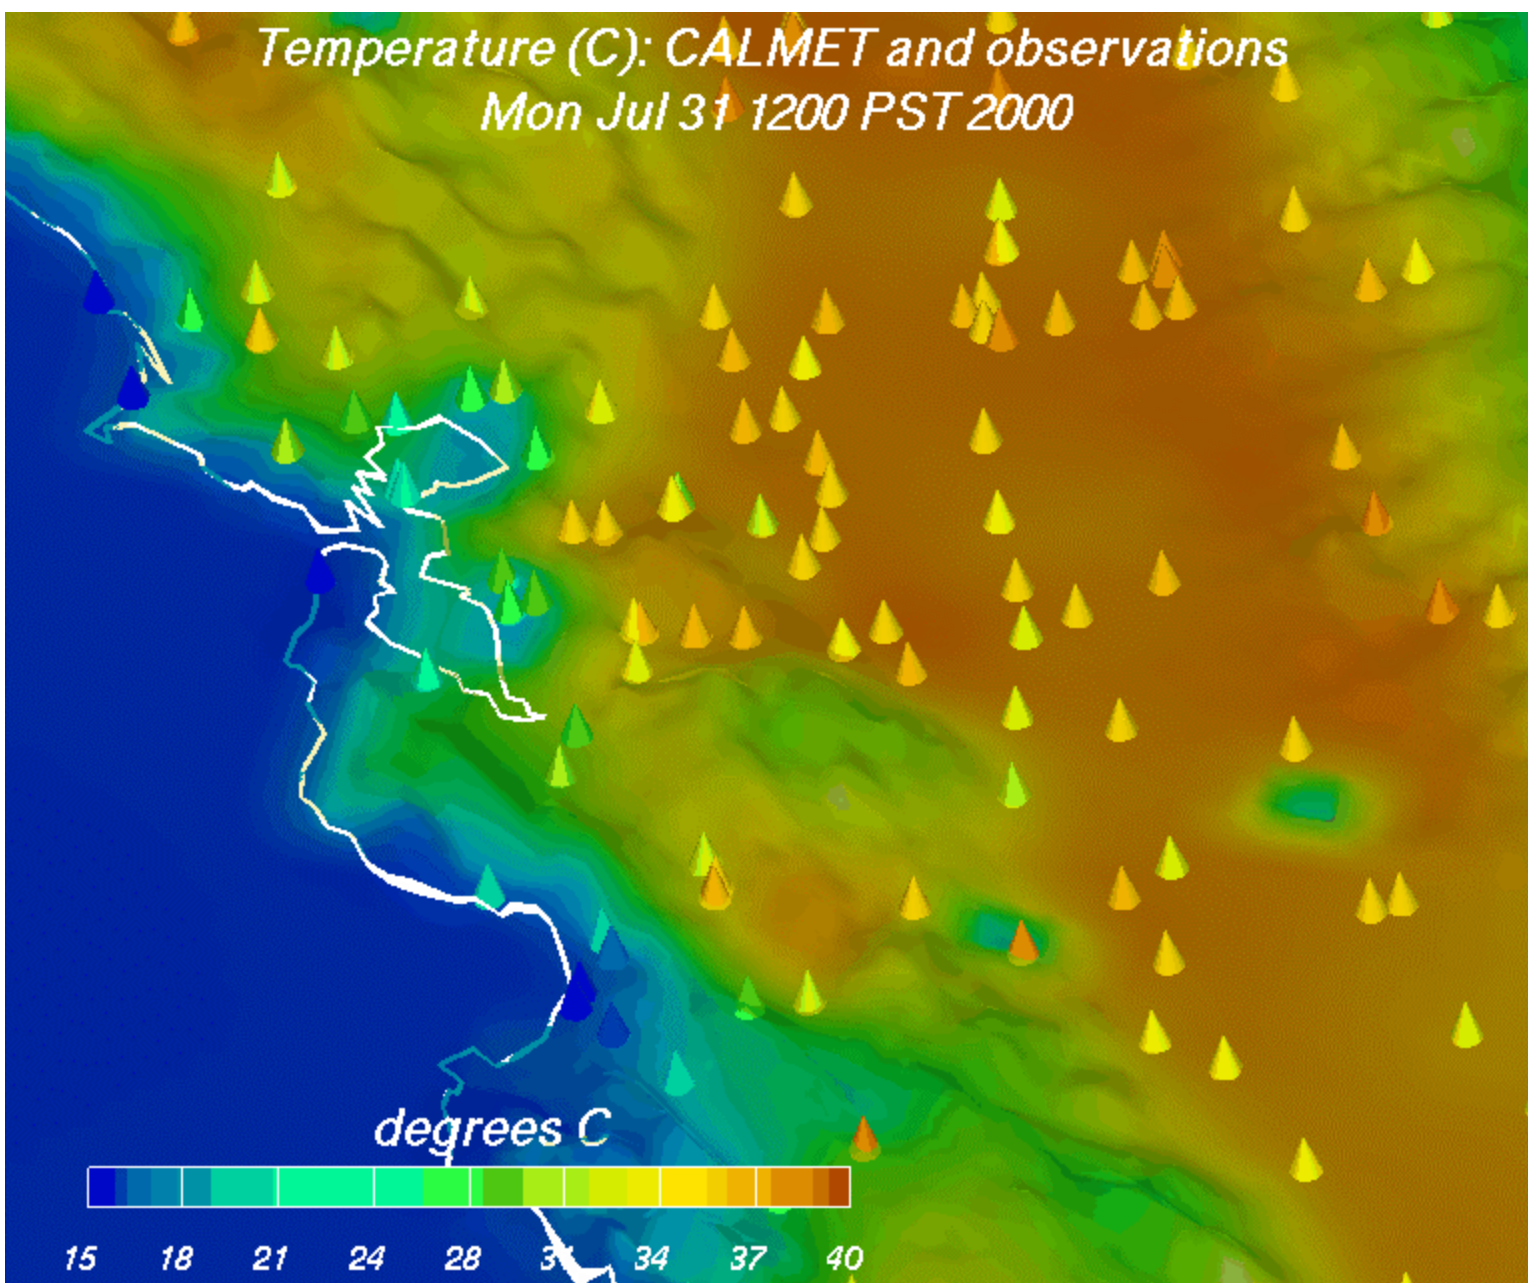 Temperature (C): CALMET and observations
Mon Jul 31 1200 PST 2000
degrees C
15 18 21 24 28 31 34 37 40